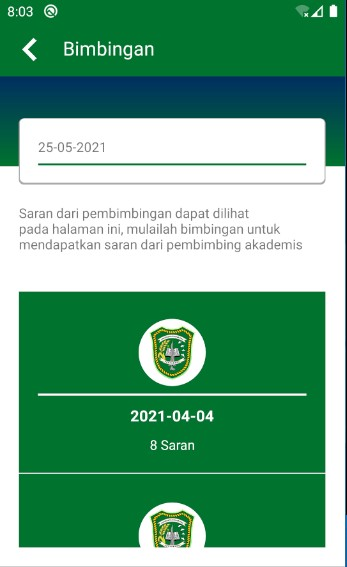 8:03
Bimbingan
25-05-2021
Saran dari pembimbingan dapat dilihat
pada halaman ini, mulailah bimbingan untuk
mendapatkan saran dari pembimbing akademis
2021-04-04
8 Saran